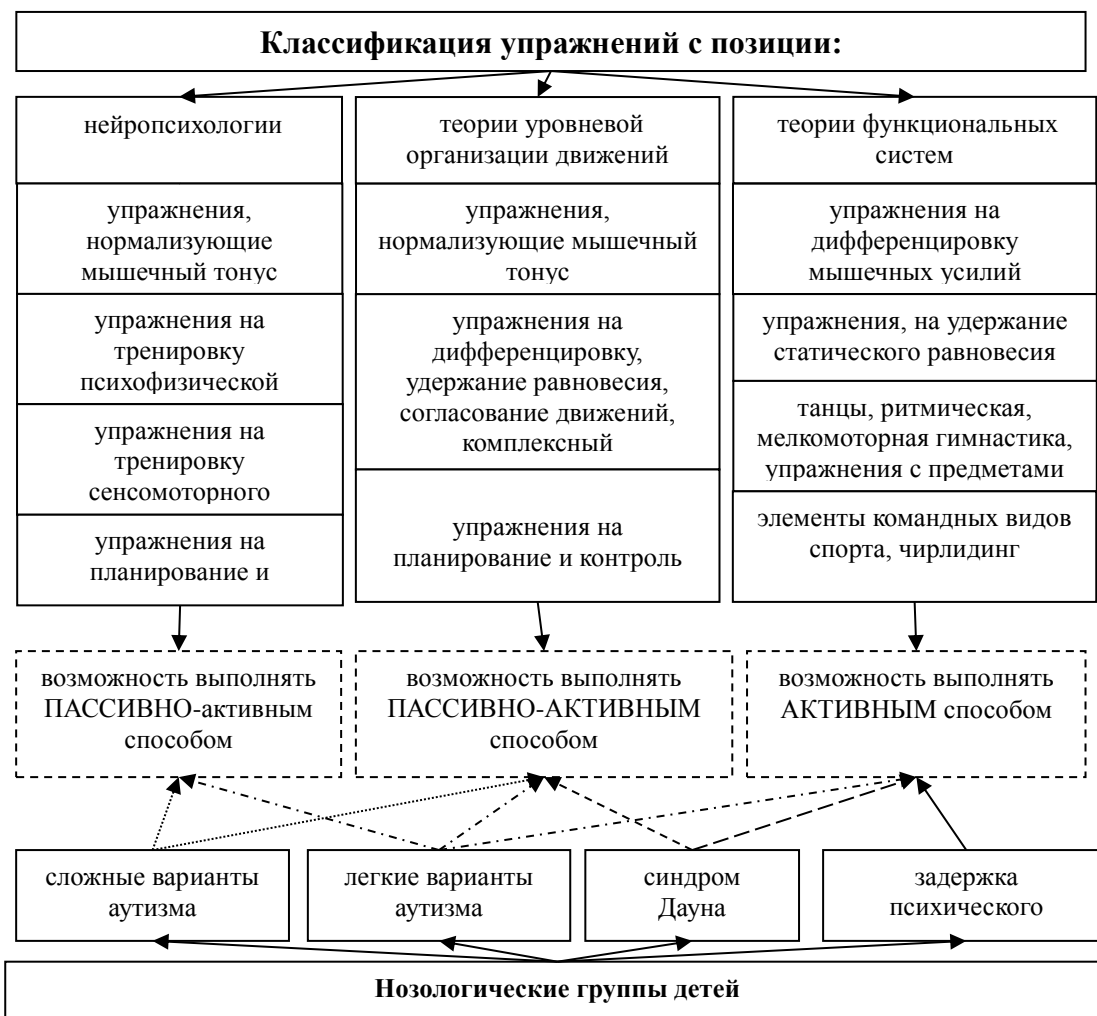 Классификация упражнений с позиции:
нейропсихологии
упражнения,
нормализующие
мышечный тонус
упражнения на
тренировку
психофизической
упражнения на
тренировку
сенсомоторного
упражнения на
планирование и
теории уровневой
организации движений
упражнения,
нормализующие мышечный
тонус
упражнения на
дифференцировку,
удержание равновесия,
согласование движений,
комплексный
упражнения на
планирование и контроль
теории функциональных
систем
упражнения на
дифференцировку
мышечных усилий
упражнения, на удержание
статического равновесия
танцы, ритмическая,
мелкомоторная гимнастика,
упражнения с предметами
элементы командных видов
спорта, чирлидинг
возможность выполнять
ПАССИВНО-активным
способом
возможность выполнять
ПАССИВНО-АКТИВНЫМ
способом
возможность выполнять
АКТИВНЫМ способом
сложные варианты
аутизма
легкие варианты
аутизма
синдром
Дауна
задержка
психического
Нозологические группы детей